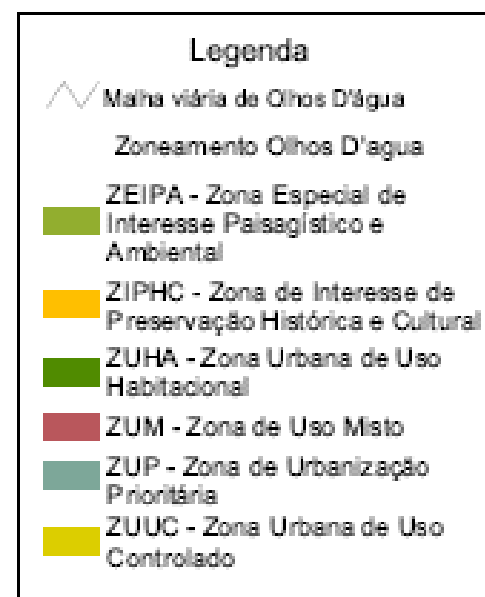 Legenda
Malha viária de Olhos D'água
Zoneamento Olhos D'agua
ZEIPA - Zona Especial de
Interesse Paisagístico e
Ambiental
ZIPHC - Zona de Interesse de
Preservação Histórica e Cultural
ZUHA - Zona Urbana de Uso
Habitacional
ZUM - Zona de Uso Misto
ZUP - Zona de Urbanização
Prioritária
ZUUC - Zona Urbana de Uso
Controlado